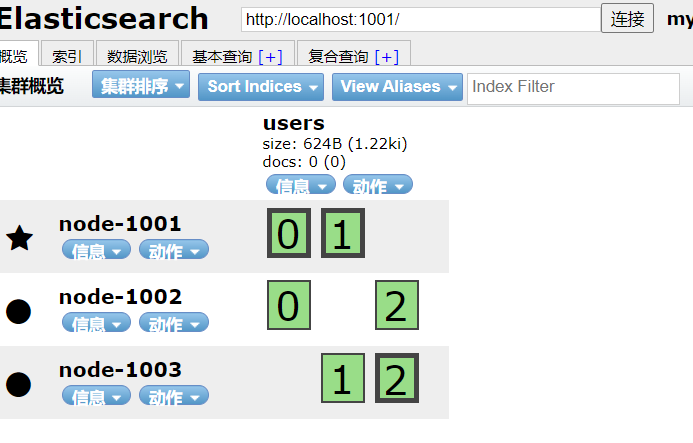 Elasticsearch http://localhost:1001/ 连接 my
概览 索引 数据浏览 基本查询 [+] 复合查询 [+]
集群概览 集群排序 Sort Indices View Aliases Index Filter
users
size: 624B (1.22ki)
docs: 0 (0)
信息 动作
node-1001 0 1
信息 动作
node-1002 0 2
信息 动作
node-1003 1 2
信息 动作